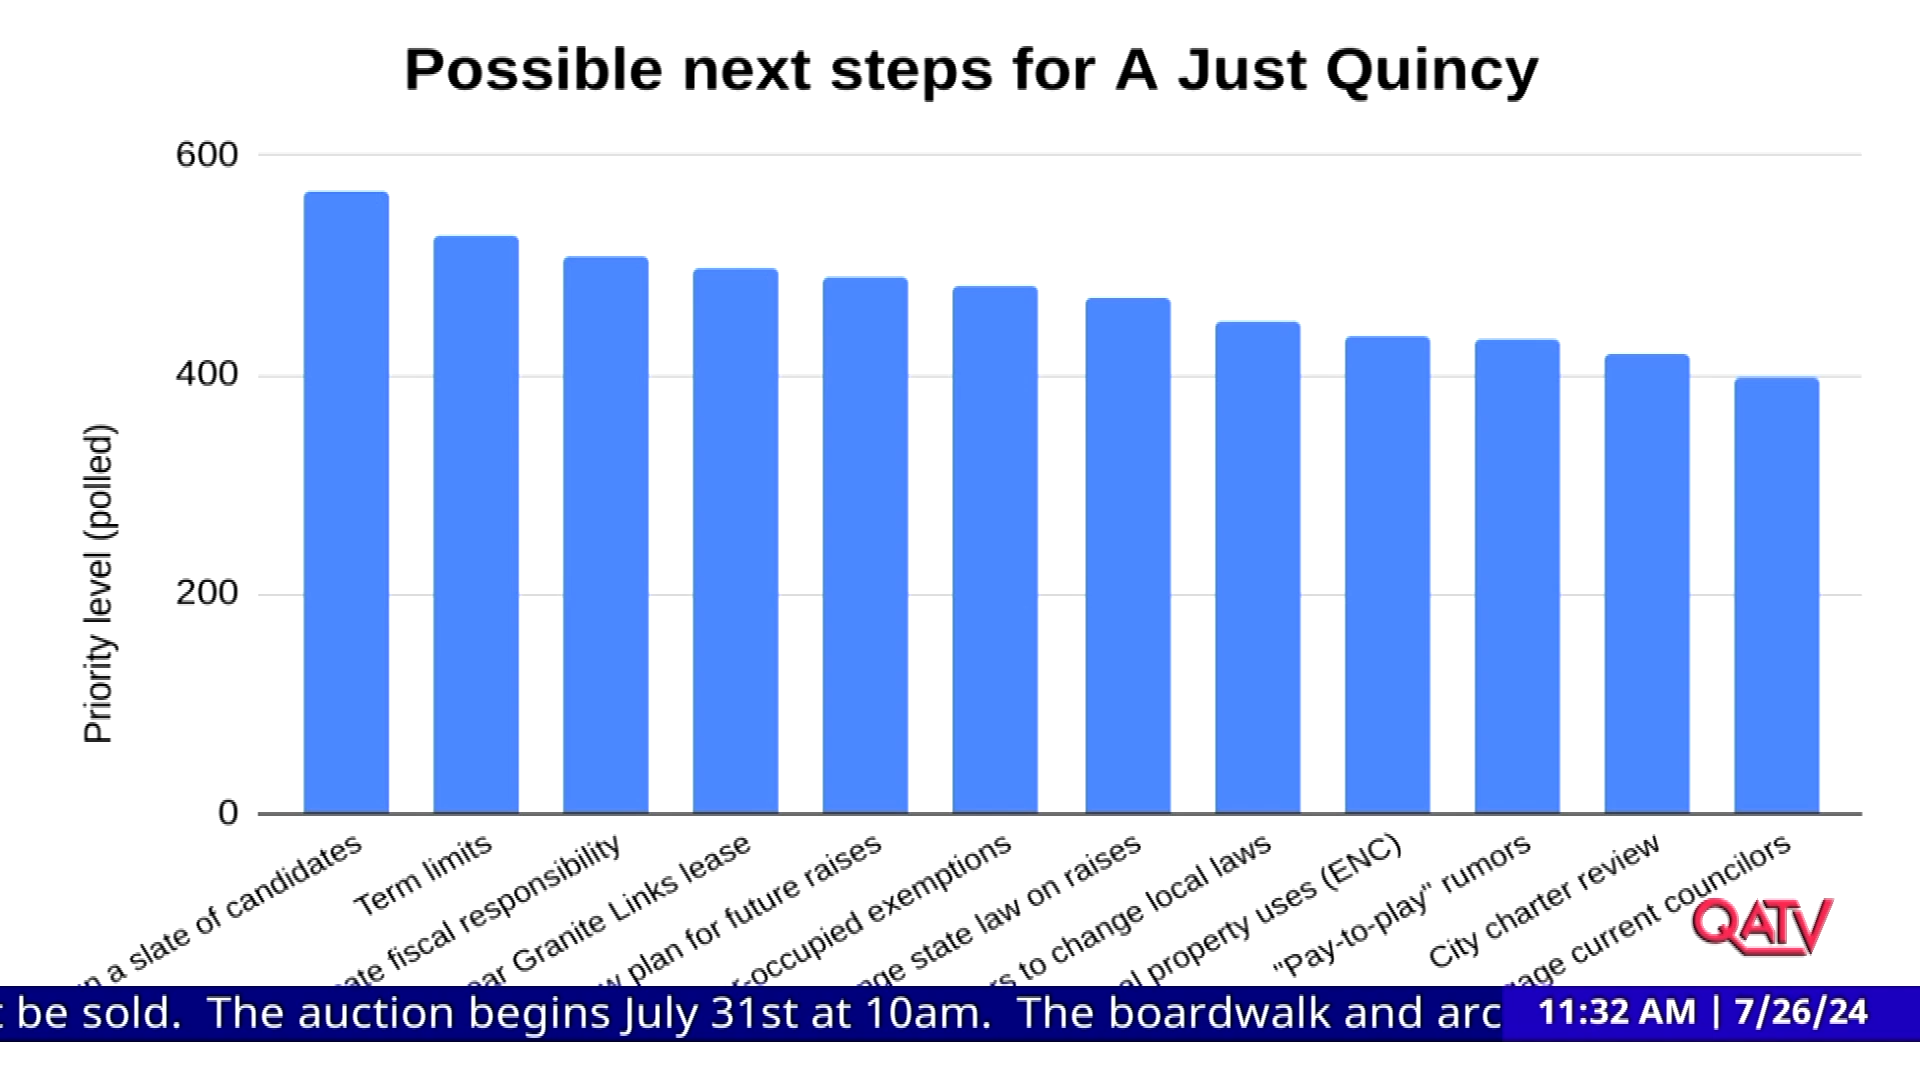 Possible next steps for A Just Quincy
600
400
200
0
Priority level (polled)
a slate of candidates
Term limits
fiscal responsibility
Granite Links lease
plan for future raises
occupied exemptions
state law on raises
to change local laws
property uses (ENC)
"Pay-to-play" rumors
City charter review
current councilors
QATV
be sold. The auction begins July 31st at 10am. The boardwalk and arc
11:32 AM | 7/26/24